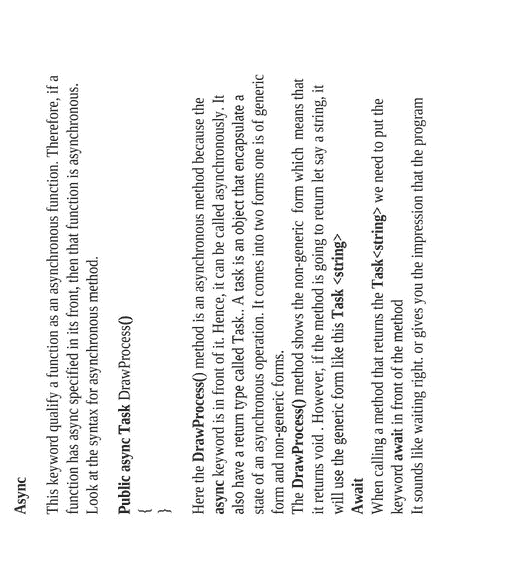 Async
This keyword qualify a function as an asynchronous function. Therefore, if a
function has async specified in its front, then that function is asynchronous.
Look at the syntax for asynchronous method.
Public async Task DrawProcess()
{
}
Here the DrawProcess() method is an asynchronous method because the
async keyword is in front of it. Hence, it can be called asynchronously. It
also have a return type called Task.. A task is an object that encapsulate a
state of an asynchronous operation. It comes into two forms one is of generic
form and non-generic forms.
The DrawProcess() method shows the non-generic form which means that
it returns void . However, if the method is going to return let say a string, it
will use the generic form like this Task <string>
Await
When calling a method that returns the Task<string> we need to put the
keyword await in front of the method
It sounds like waiting right. or gives you the impression that the program